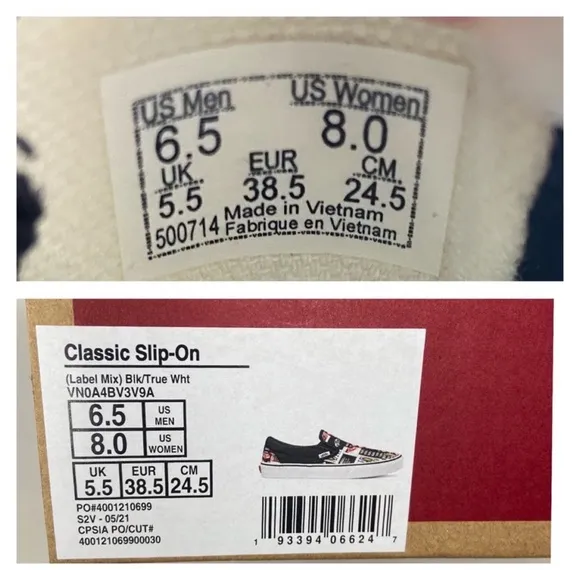 US Men US Women
6.5 8.0
UK EUR CM
5.5 38.5 24.5
Made in Vietnam
500714 Fabrique en Vietnam
Classic Slip-On
(Label Mix) Blk/True Wht
VN0A4BV3V9A
6.5 US MEN
8.0 US WOMEN
UK EUR CM
5.5 38.5 24.5
PO#4001210699
S2V - 05/21
CPSIA PO/CUT#
400121069900030
1 93394 06624 7